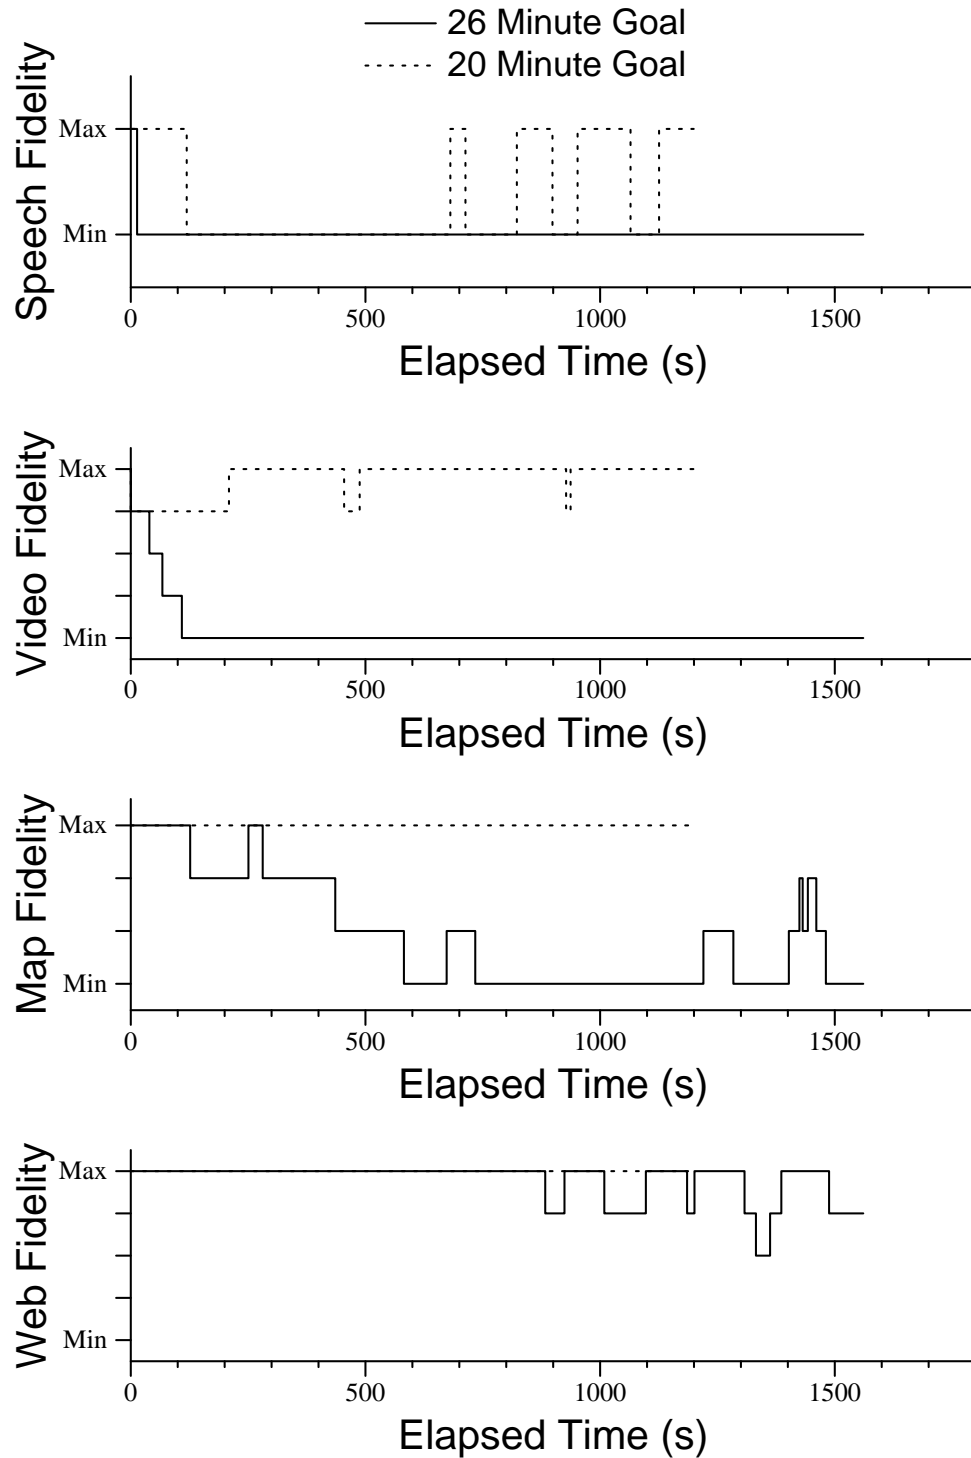 26 Minute Goal
20 Minute Goal
Speech Fidelity
Max
Min
0 500 1000 1500
Elapsed Time (s)
Video Fidelity
Max
Min
0 500 1000 1500
Elapsed Time (s)
Map Fidelity
Max
Min
0 500 1000 1500
Elapsed Time (s)
Web Fidelity
Max
Min
0 500 1000 1500
Elapsed Time (s)